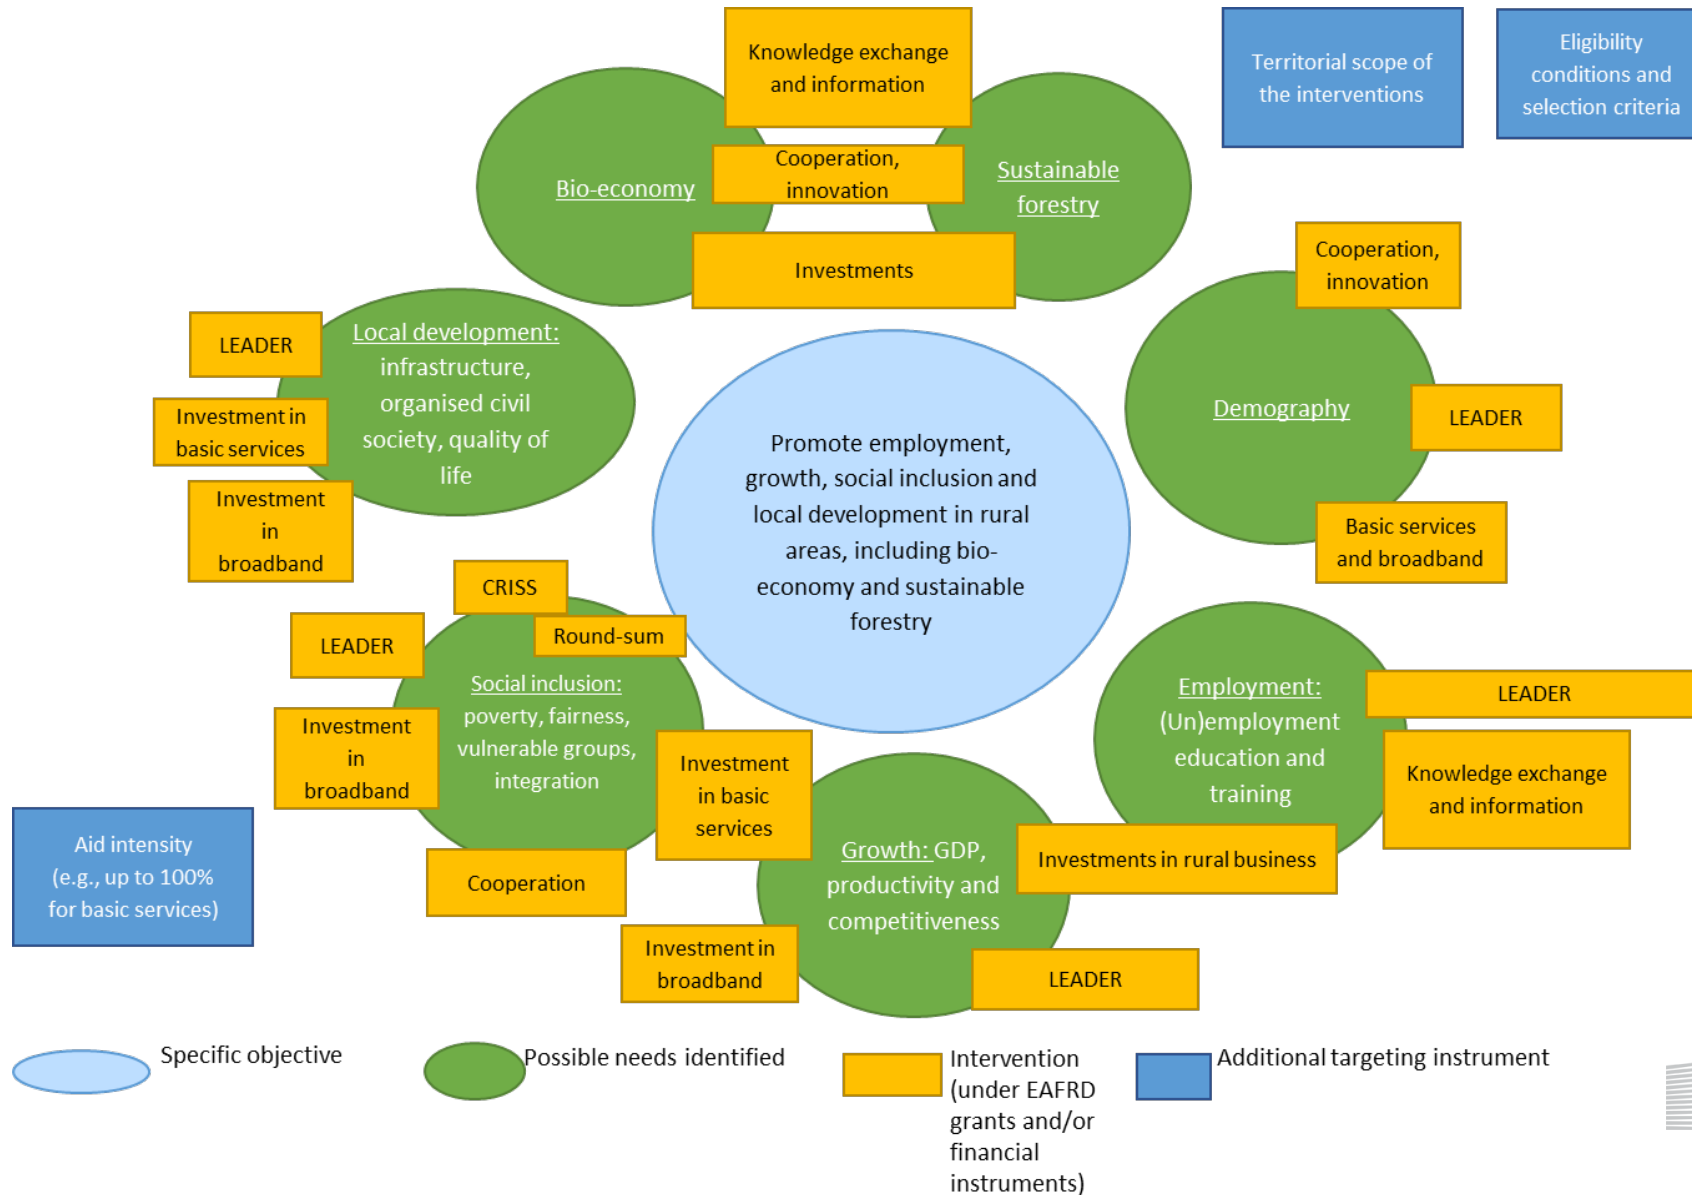 Knowledge exchange
and information
Territorial scope of
the interventions
Eligibility
conditions and
selection criteria
Bio-economy
Cooperation,
innovation
Sustainable
forestry
Investments
Cooperation,
innovation
LEADER
Local development:
infrastructure,
organised civil
society, quality of
life
Investment in
basic services
Investment
in
broadband
Demography
LEADER
Basic services
and broadband
Promote employment,
growth, social inclusion and
local development in rural
areas, including bio-
economy and sustainable
forestry
CRISS
Round-sum
LEADER
Social inclusion:
poverty, fairness,
vulnerable groups,
integration
Investment
in
broadband
Investment
in basic
services
Cooperation
Employment:
(Un)employment
education and
training
LEADER
Knowledge exchange
and information
Investments in rural business
Growth: GDP,
productivity and
competitiveness
Investment in
broadband
LEADER
Aid intensity
(e.g., up to 100%
for basic services)
Specific objective
Possible needs identified
Intervention
(under EAFRD
grants and/or
financial
instruments)
Additional targeting instrument